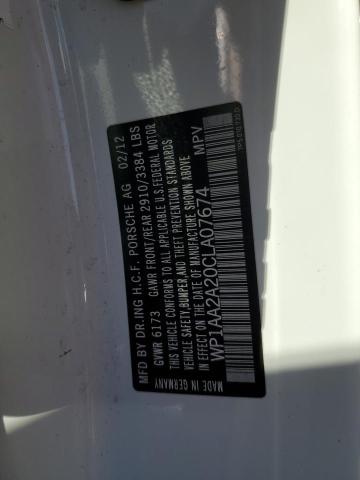 MFD BY DR.ING H.C.F. PORSCHE AG 02/12
GVWR 6173 GAWR FRONT/REAR 2910/3384 LBS
THIS VEHICLE CONFORMS TO ALL APPLICABLE U.S.FEDERAL MOTOR
VEHICLE SAFETY,BUMPER,AND THEFT PREVENTION STANDARDS
IN EFFECT ON THE DATE OF MANUFACTURE SHOWN ABOVE
WP1AA2A20CLA07674 MPV
MADE IN GERMANY